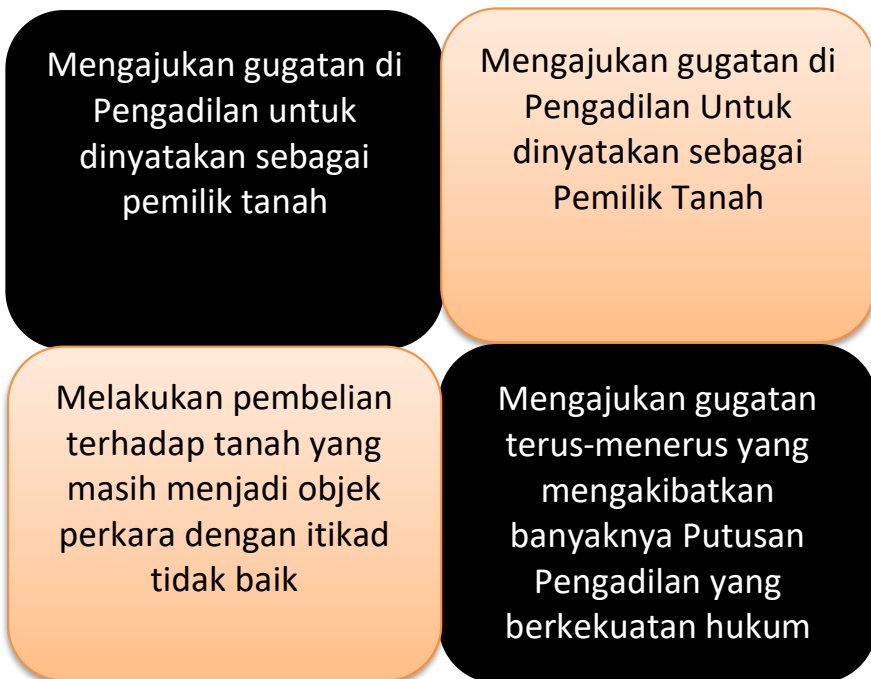 Mengajukan gugatan di
Pengadilan untuk
dinyatakan sebagai
pemilik tanah
Mengajukan gugatan di
Pengadilan Untuk
dinyatakan sebagai
Pemilik Tanah
Melakukan pembelian
terhadap tanah yang
masih menjadi objek
perkara dengan itikad
tidak baik
Mengajukan gugatan
terus-menerus yang
mengakibatkan
banyaknya Putusan
Pengadilan yang
berkekuatan hukum